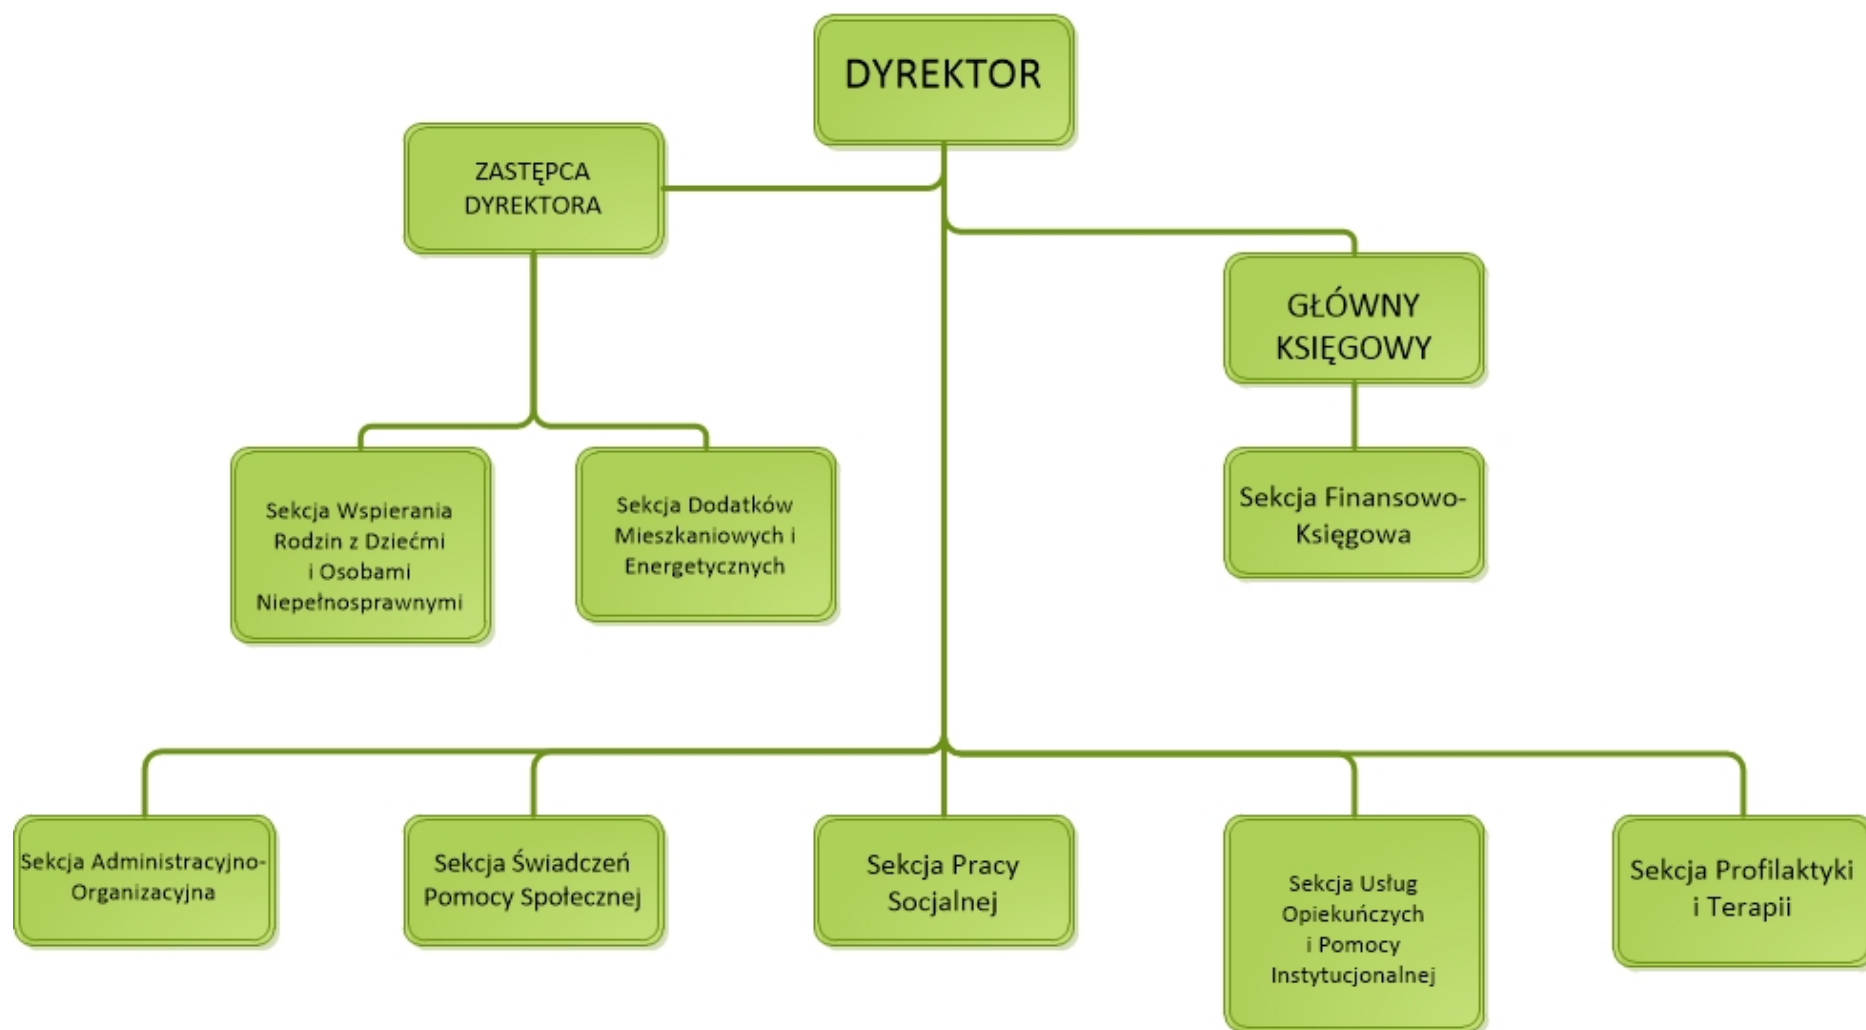 DYREKTOR
ZASTĘPCA
DYREKTORA
GŁÓWNY
KSIĘGOWY
Sekcja Wspierania
Rodzin z Dziećmi
i Osobami
Niepełnosprawnymi
Sekcja Dodatków
Mieszkaniowych i
Energetycznych
Sekcja Finansowo-
Księgowa
Sekcja Administracyjno-
Organizacyjna
Sekcja Świadczeń
Pomocy Społecznej
Sekcja Pracy
Socjalnej
Sekcja Usług
Opiekuńczych
i Pomocy
Instytucjonalnej
Sekcja Profilaktyki
i Terapii